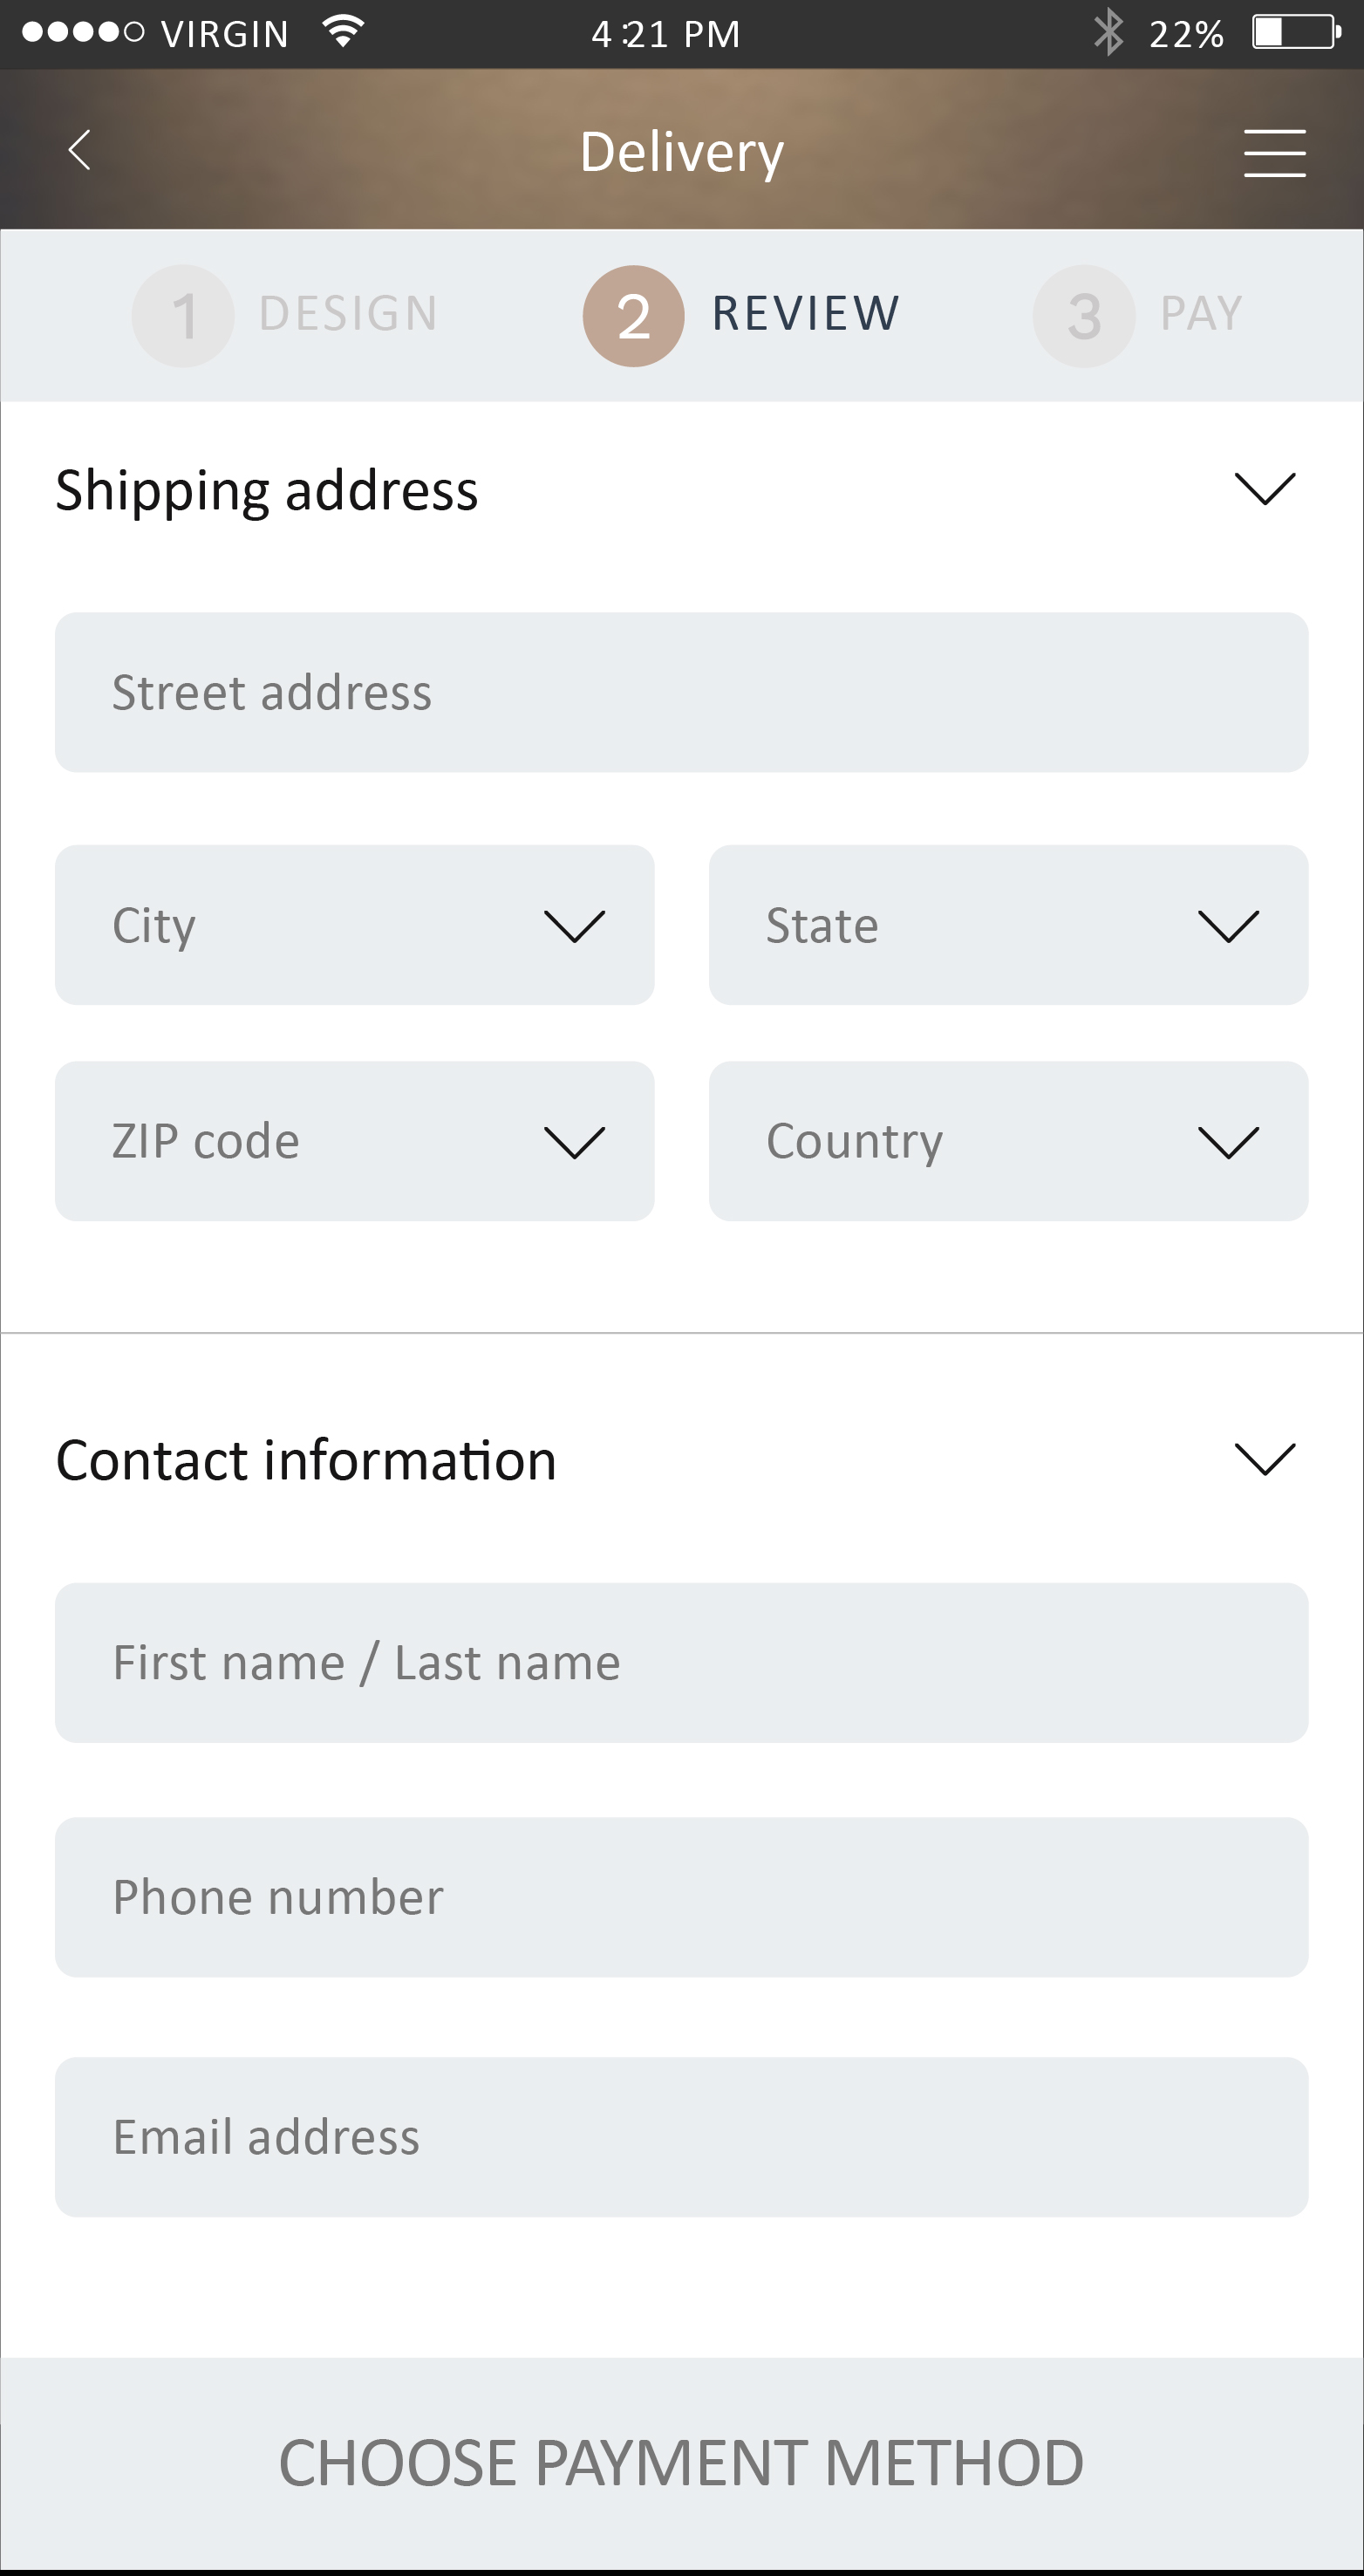 VIRGIN 4:21 PM 22%
Delivery
1 DESIGN 2 REVIEW 3 PAY
Shipping address
Street address
City State
ZIP code Country
Contact information
First name / Last name
Phone number
Email address
CHOOSE PAYMENT METHOD